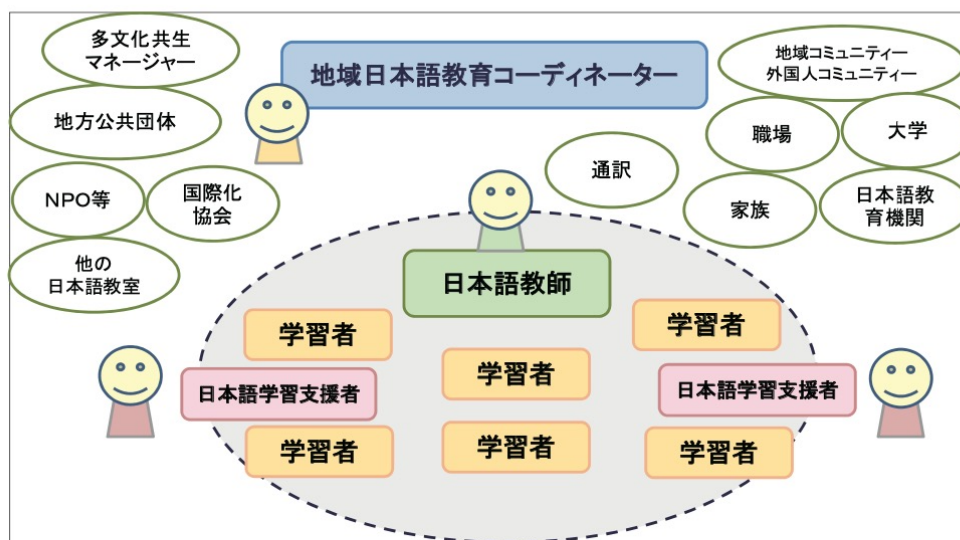 多文化共生
マネージャー
地域日本語教育コーディネーター
地域コミュニティー
外国人コミュニティー
地方公共団体
職場
大学
通訳
NPO等
国際化
協会
家族
日本語教
育機関
他の
日本語教室
日本語教師
学習者
学習者
学習者
日本語学習支援者
日本語学習支援者
学習者
学習者
学習者